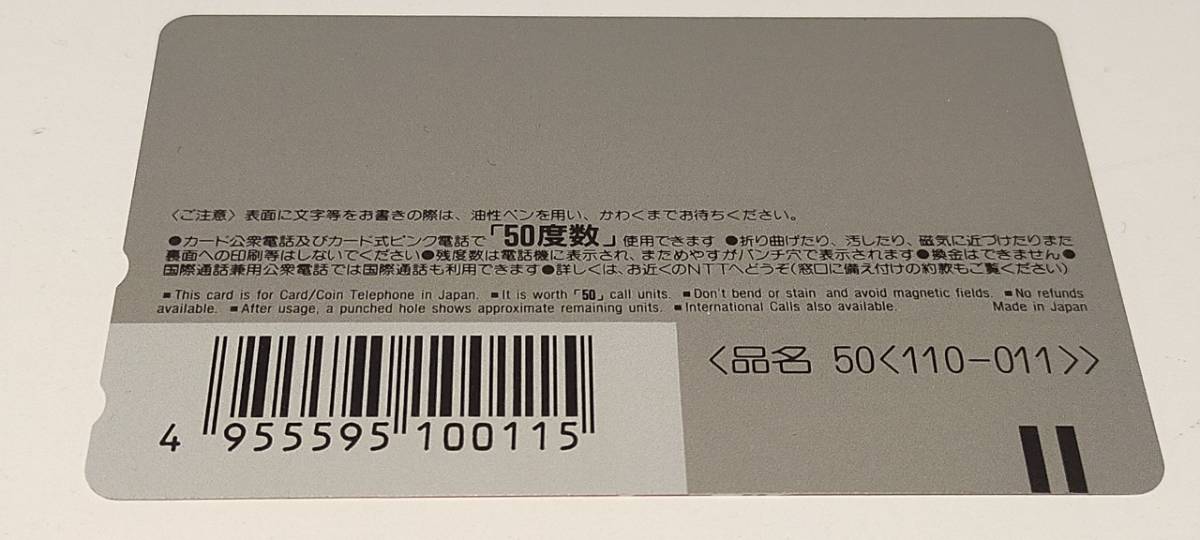 〈ご注意〉表面に文字等をお書きの際は、油性ペンを用い、かわくまでお待ちください。
●カード公衆電話及びカード式ピンク電話で「50度数」使用できます ●折り曲げたり、汚したり、磁気に近づけたりまた
裏面への印刷等はしないでください●残度数は電話機に表示され、まためやすがパンチ穴で表示されます●換金はできません●
国際通話兼用公衆電話では国際通話も利用できます●詳しくは、お近くのNTTへどうぞ(窓口に備え付けの約款もご覧ください)
■This card is for Card/Coin Telephone in Japan. ■It is worth「50」call units. ■Don't bend or stain and avoid magnetic fields. ■No refunds
available. ■After usage, a punched hole shows approximate remaining units. ■International Calls also available. Made in Japan
〈品名 50〈110-011〉〉
4 955595 100115